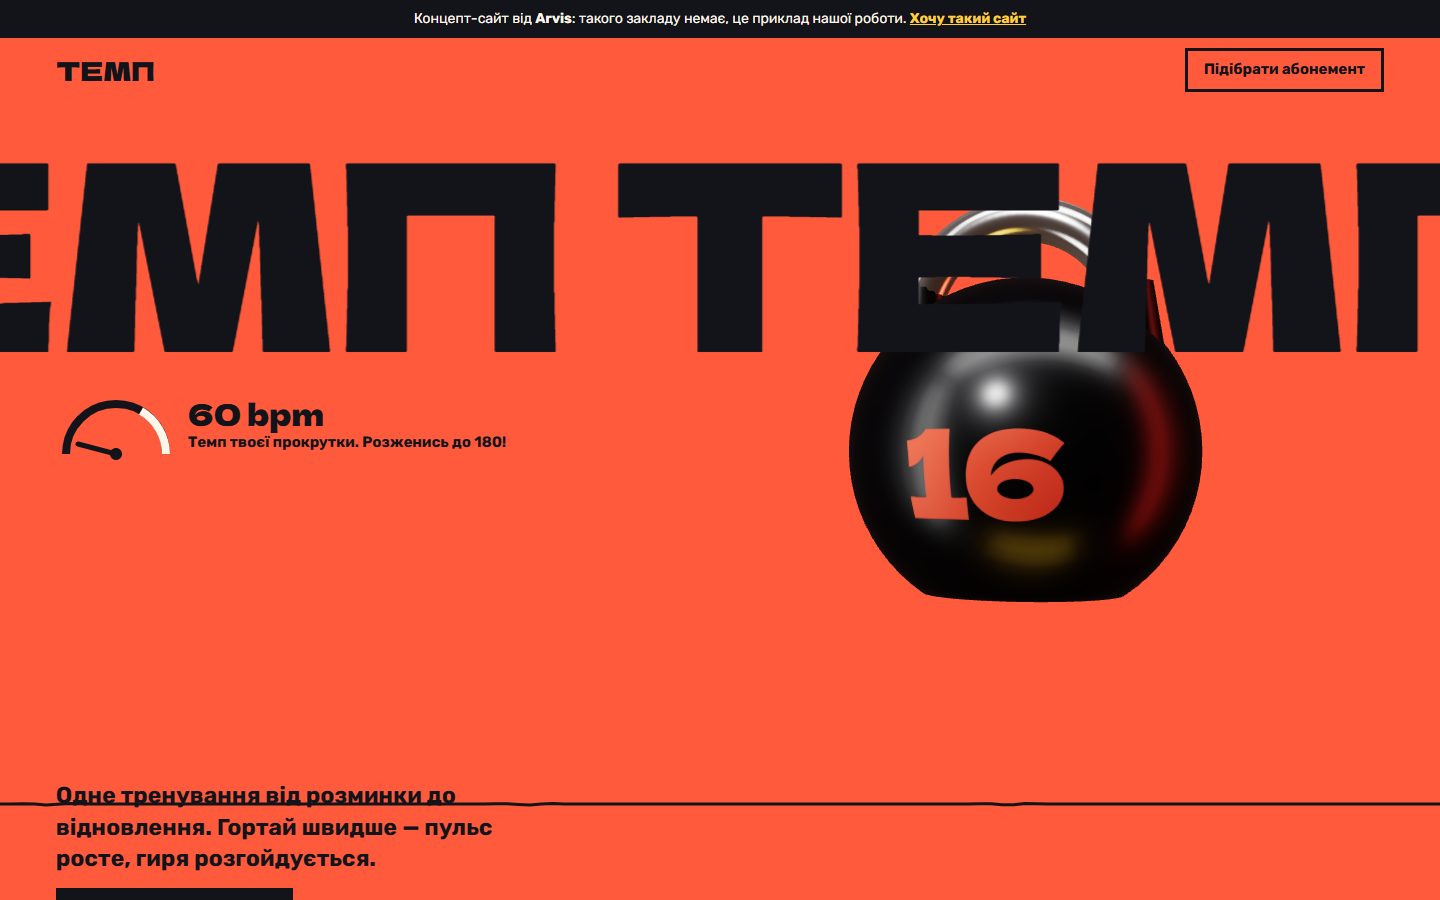 Концепт-сайт від Arvis: такого закладу немає, це приклад нашої роботи. Хочу такий сайт
ТЕМП
Підібрати абонемент
ЕМП ТЕМП
60 bpm
Темп твоєї прокрутки. Розженись до 180!
16
Одне тренування від розминки до
відновлення. Гортай швидше — пульс
росте, гиря розгойдується.